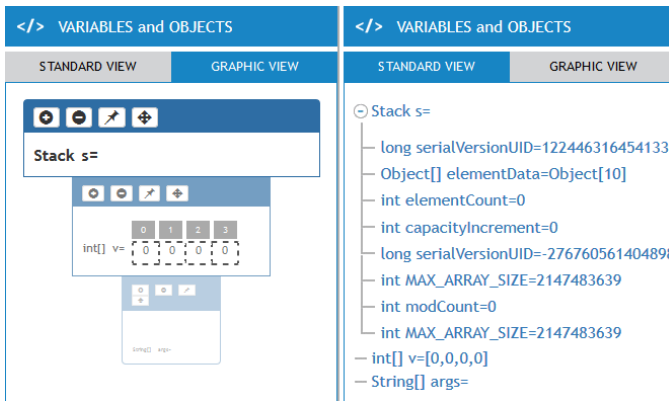 </> VARIABLES and OBJECTS
STANDARD VIEW GRAPHIC VIEW
Stack s=
0 1 2 3
int[] v= 0 0 0 0
String[] args=
</> VARIABLES and OBJECTS
STANDARD VIEW GRAPHIC VIEW
Stack s=
long serialVersionUID=122446316454133
Object[] elementData=Object[10]
int elementCount=0
int capacityIncrement=0
long serialVersionUID=-276760561404898
int MAX_ARRAY_SIZE=2147483639
int modCount=0
int MAX_ARRAY_SIZE=2147483639
int[] v=[0,0,0,0]
String[] args=